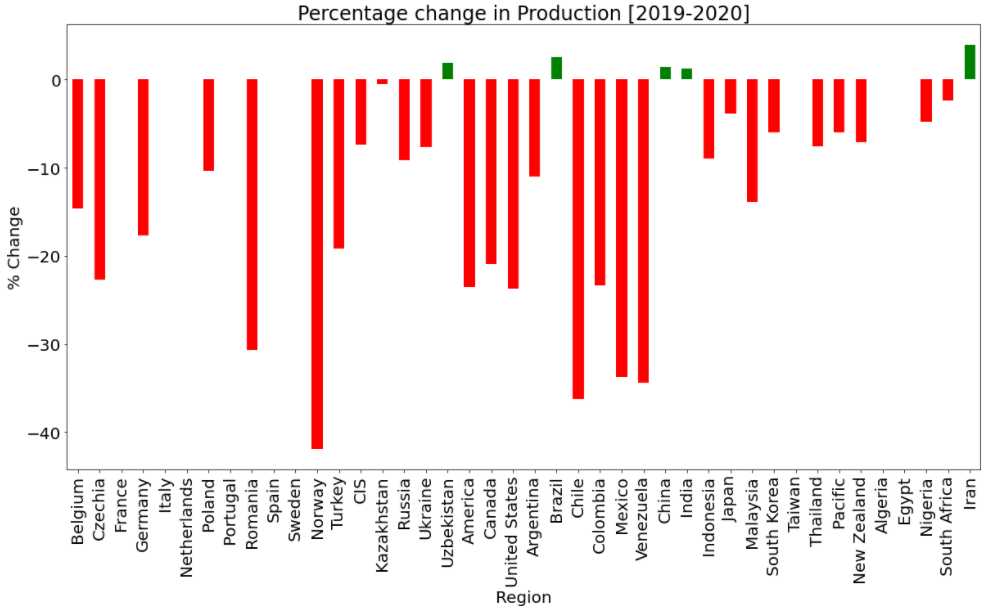 Percentage change in Production [2019-2020]
% Change
0
−10
−20
−30
−40
Belgium
Czechia
France
Germany
Italy
Netherlands
Poland
Portugal
Romania
Spain
Sweden
Norway
Turkey
CIS
Kazakhstan
Russia
Ukraine
Uzbekistan
America
Canada
United States
Argentina
Brazil
Chile
Colombia
Mexico
Venezuela
China
India
Indonesia
Japan
Malaysia
South Korea
Taiwan
Thailand
Pacific
New Zealand
Algeria
Egypt
Nigeria
South Africa
Iran
Region